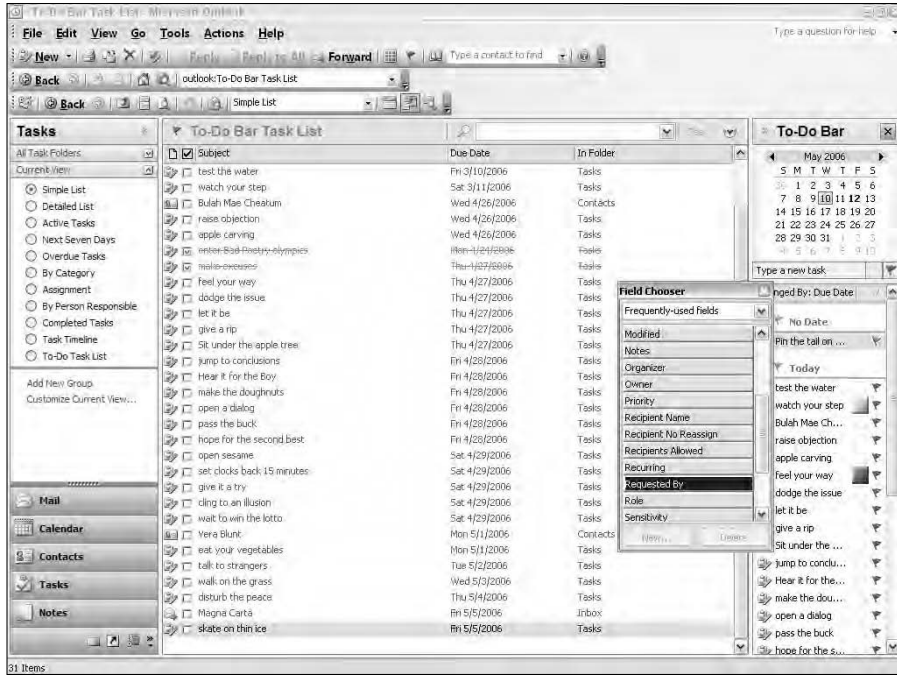 To-Do Bar Task List - Microsoft Outlook
File Edit View Go Tools Actions Help
Type a question for help
New Reply Reply to All Forward Type a contact to find
Back outlook:To-Do Bar Task List
Back Simple List
Tasks
All Task Folders
Current View
Simple List
Detailed List
Active Tasks
Next Seven Days
Overdue Tasks
By Category
Assignment
By Person Responsible
Completed Tasks
Task Timeline
To-Do Task List
Add New Group
Customize Current View...
Mail
Calendar
Contacts
Tasks
Notes
To-Do Bar Task List
Subject Due Date In Folder
test the water Fri 3/10/2006 Tasks
watch your step Sat 3/11/2006 Tasks
Bulah Mae Cheatum Wed 4/26/2006 Contacts
raise objection Wed 4/26/2006 Tasks
apple carving Wed 4/26/2006 Tasks
enter Bad Poetry olympics Mon 4/24/2006 Tasks
make excuses Thu 4/27/2006 Tasks
feel your way Thu 4/27/2006 Tasks
dodge the issue Thu 4/27/2006 Tasks
let it be Thu 4/27/2006 Tasks
give a rip Thu 4/27/2006 Tasks
Sit under the apple tree Thu 4/27/2006 Tasks
jump to conclusions Fri 4/28/2006 Tasks
Hear it for the Boy Fri 4/28/2006 Tasks
make the doughnuts Fri 4/28/2006 Tasks
open a dialog Fri 4/28/2006 Tasks
pass the buck Fri 4/28/2006 Tasks
hope for the second best Fri 4/28/2006 Tasks
open sesame Sat 4/29/2006 Tasks
set clocks back 15 minutes Sat 4/29/2006 Tasks
give it a try Sat 4/29/2006 Tasks
cling to an illusion Sat 4/29/2006 Tasks
wait to win the lotto Sat 4/29/2006 Tasks
Vera Blunt Mon 5/1/2006 Contacts
eat your vegetables Mon 5/1/2006 Tasks
talk to strangers Tue 5/2/2006 Tasks
walk on the grass Wed 5/3/2006 Tasks
disturb the peace Thu 5/4/2006 Tasks
Magna Carta Fri 5/5/2006 Inbox
skate on thin ice Fri 5/5/2006 Tasks
Field Chooser
Frequently-used fields
Modified
Notes
Organizer
Owner
Priority
Recipient Name
Recipient No Reassign
Recipients Allowed
Recurring
Requested By
Role
Sensitivity
New... Delete
To-Do Bar
May 2006
S M T W T F S
1 2 3 4 5 6
7 8 9 10 11 12 13
14 15 16 17 18 19 20
21 22 23 24 25 26 27
28 29 30 31 1 2 3
4 5 6 7 8 9 10
Type a new task
nged By: Due Date
No Date
Pin the tail on ...
Today
test the water
watch your step
Bulah Mae Ch...
raise objection
apple carving
feel your way
dodge the issue
let it be
give a rip
Sit under the ...
jump to conclu...
Hear it for the...
make the dou...
open a dialog
pass the buck
hope for the s...
31 Items